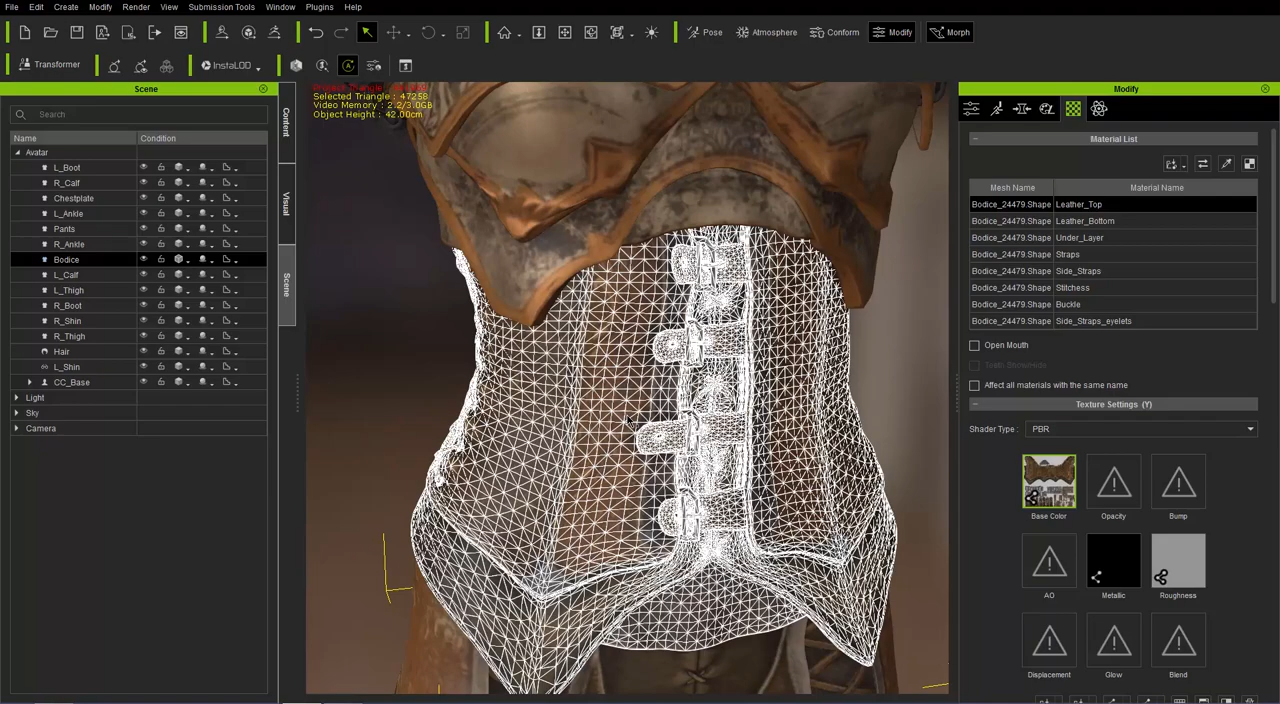 File Edit Create Modify Render View Submission Tools Window Plugins Help
Pose Atmosphere Conform Modify Morph
Transformer InstaLOD
Scene
Search
Name Condition
Avatar
L_Boot
R_Calf
Chestplate
L_Ankle
Pants
R_Ankle
Bodice
L_Calf
L_Thigh
R_Boot
R_Shin
R_Thigh
Hair
L_Shin
CC_Base
Light
Sky
Camera
Content
Visual
Scene
Selected Triangle : 47258
Video Memory : 2.2/3.0GB
Object Height : 42.00cm
Modify
Material List
Mesh Name Material Name
Bodice_24479.Shape Leather_Top
Bodice_24479.Shape Leather_Bottom
Bodice_24479.Shape Under_Layer
Bodice_24479.Shape Straps
Bodice_24479.Shape Side_Straps
Bodice_24479.Shape Stitchess
Bodice_24479.Shape Buckle
Bodice_24479.Shape Side_Straps_eyelets
Open Mouth
Affect all materials with the same name
Texture Settings (Y)
Shader Type : PBR
Base Color Opacity Bump
AO Metallic Roughness
Displacement Glow Blend